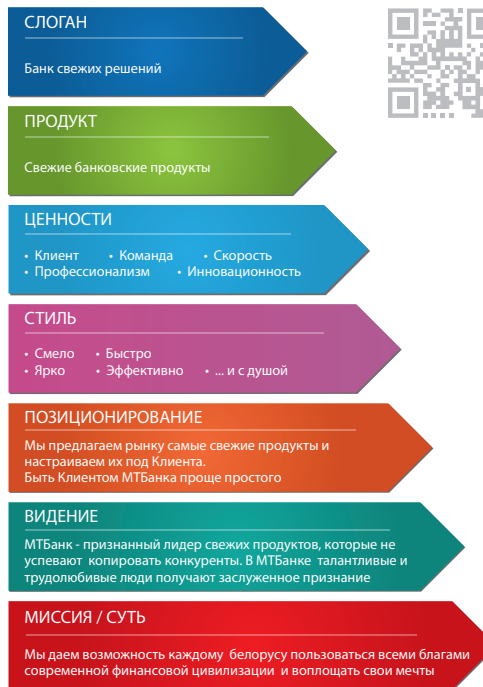 СЛОГАН
Банк свежих решений
ПРОДУКТ
Свежие банковские продукты
ЦЕННОСТИ
• Клиент • Команда • Скорость
• Профессионализм • Инновационность
СТИЛЬ
• Смело • Быстро
• Ярко • Эффективно • ... и с душой
ПОЗИЦИОНИРОВАНИЕ
Мы предлагаем рынку самые свежие продукты и
настраиваем их под Клиента.
Быть Клиентом МТБанка проще простого
ВИДЕНИЕ
МТБанк - признанный лидер свежих продуктов, которые не
успевают копировать конкуренты. В МТБанке талантливые и
трудолюбивые люди получают заслуженное признание
МИССИЯ / СУТЬ
Мы даем возможность каждому белорусу пользоваться всеми благами
современной финансовой цивилизации и воплощать свои мечты